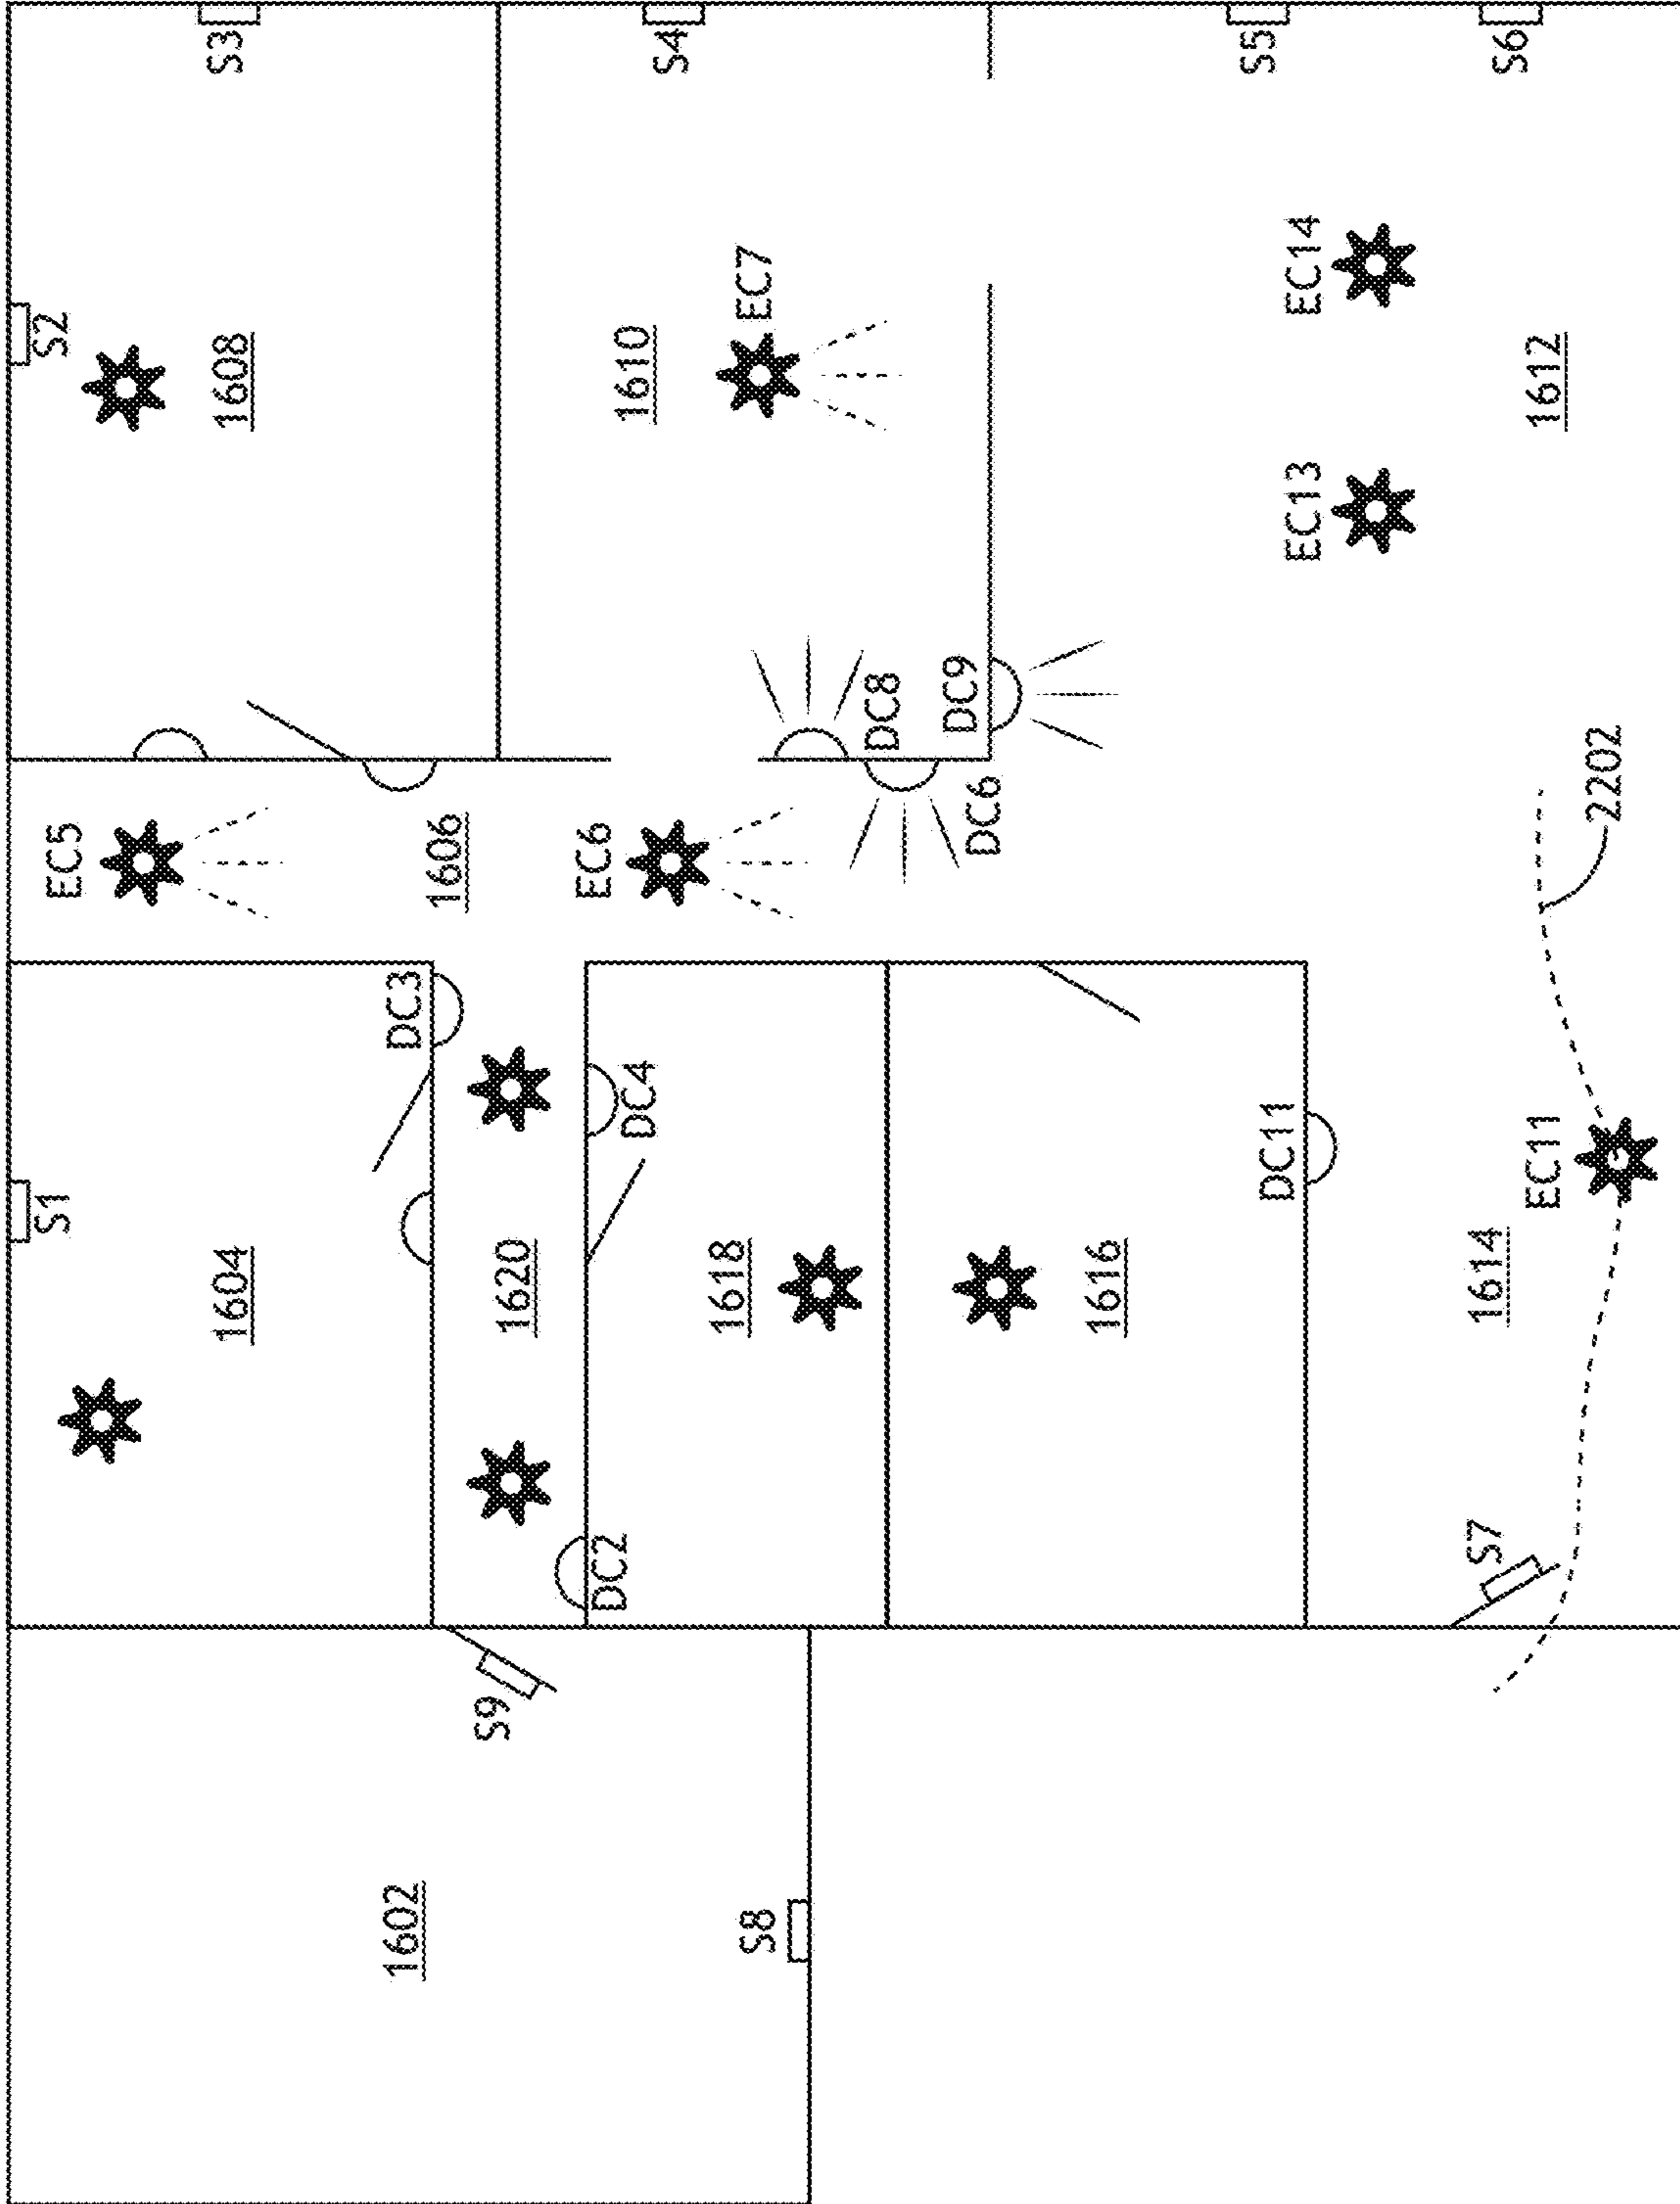 S3
S4
S5
S6
S2
1608
1610
EC7
EC14
EC13
1612
EC5
1606
EC6
DC8
DC9
DC6
2202
DC3
DC4
S1
1604
1620
1618
1616
DC11
EC11
1614
DC2
S7
S9
1602
S8